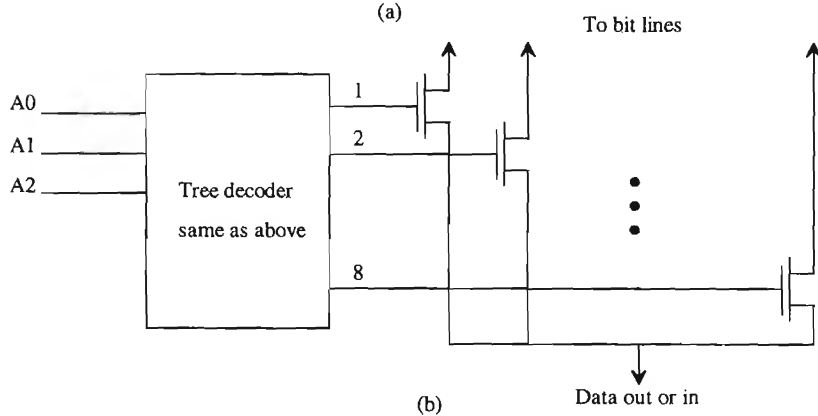 (a)
To bit lines
A0
A1
A2
1
2
8
Tree decoder
same as above
Data out or in
(b)